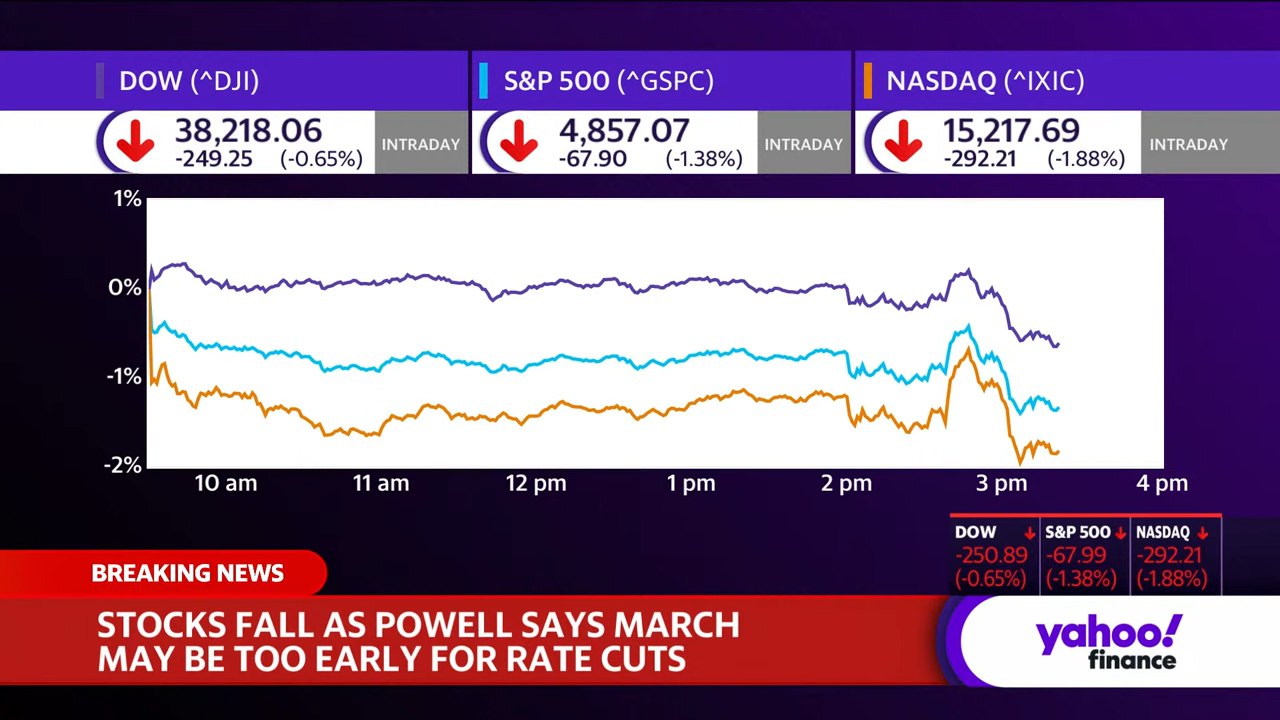 DOW (^DJI)
38,218.06
-249.25 (-0.65%)
INTRADAY
S&P 500 (^GSPC)
4,857.07
-67.90 (-1.38%)
INTRADAY
NASDAQ (^IXIC)
15,217.69
-292.21 (-1.88%)
INTRADAY
1%
0%
-1%
-2%
10 am 11 am 12 pm 1 pm 2 pm 3 pm 4 pm
DOW S&P 500 NASDAQ
-250.89 -67.99 -292.21
(-0.65%) (-1.38%) (-1.88%)
BREAKING NEWS
STOCKS FALL AS POWELL SAYS MARCH
MAY BE TOO EARLY FOR RATE CUTS
yahoo!
finance